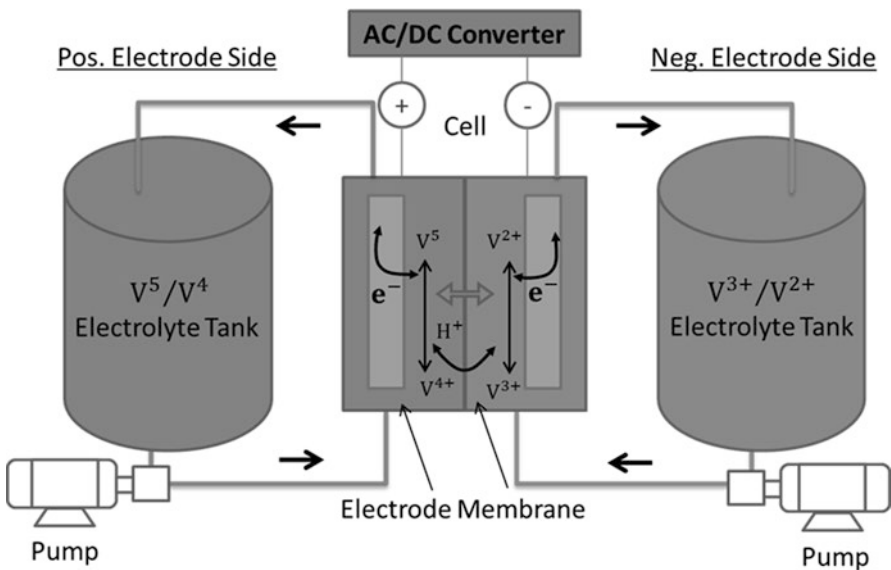 AC/DC Converter
Pos. Electrode Side
Neg. Electrode Side
+
-
Cell
V⁵
V²⁺
e⁻
e⁻
H⁺
V⁴⁺
V³⁺
V⁵/V⁴
Electrolyte Tank
V³⁺/V²⁺
Electrolyte Tank
Electrode Membrane
Pump
Pump